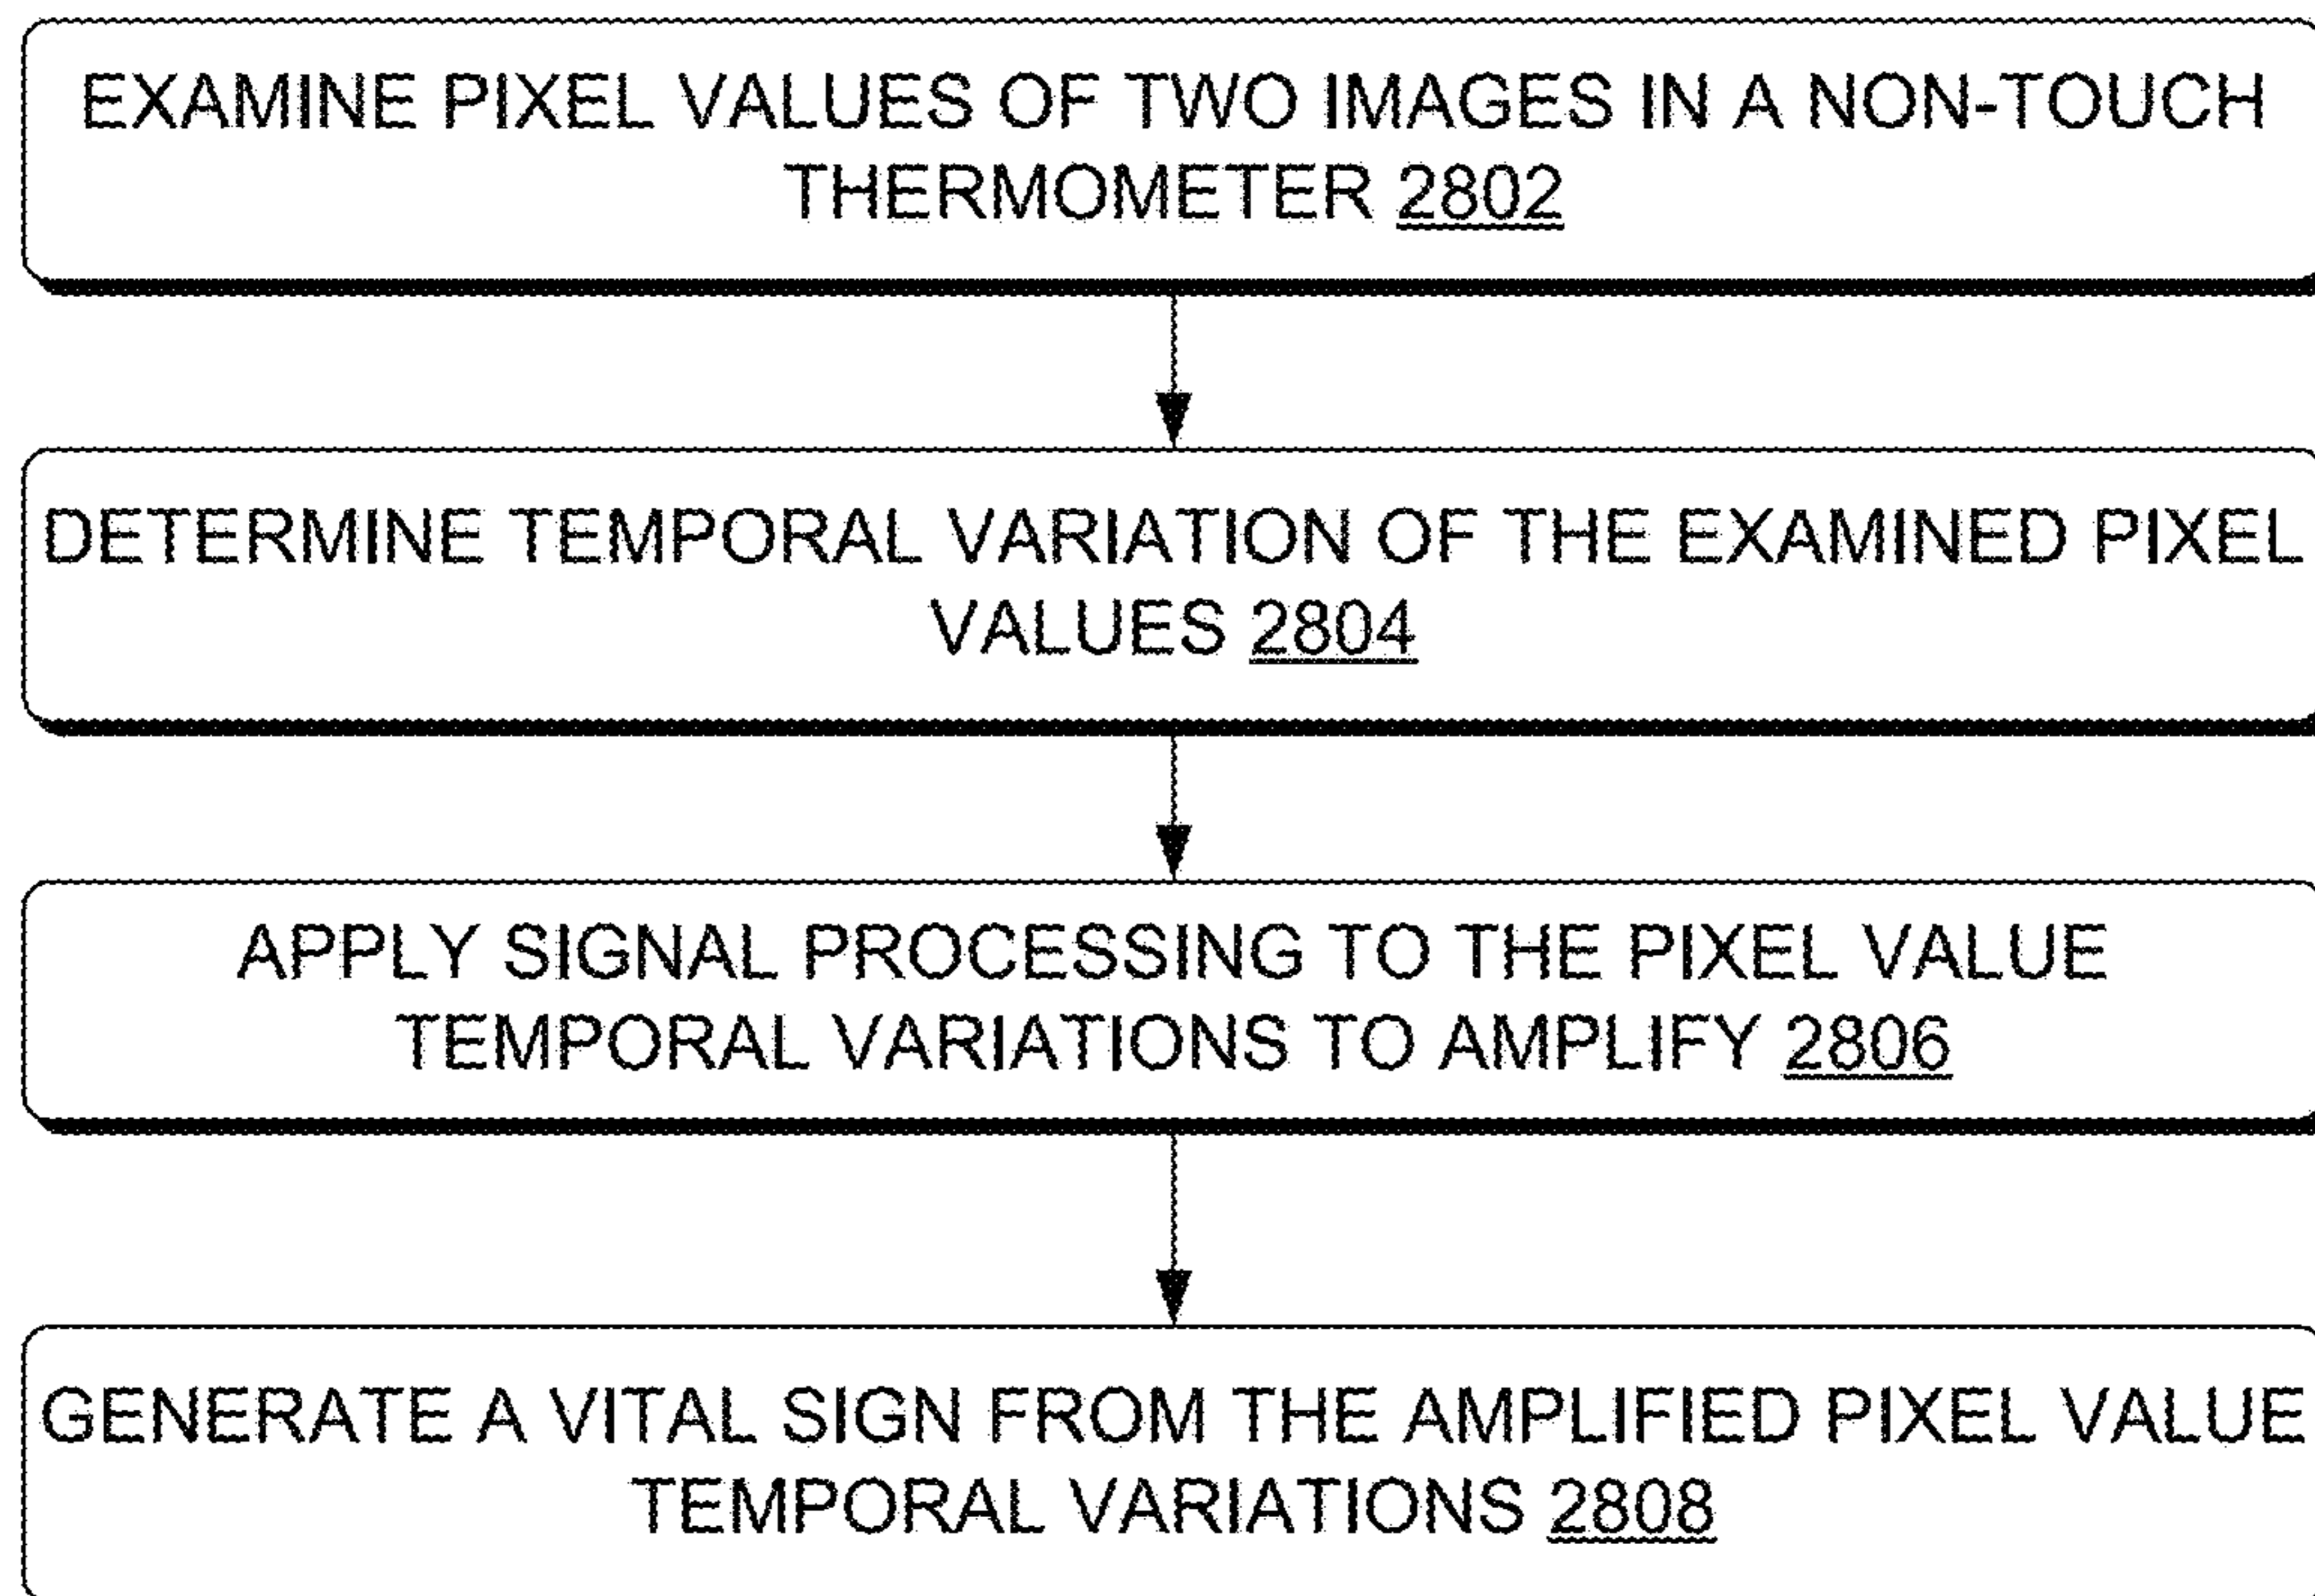 EXAMINE PIXEL VALUES OF TWO IMAGES IN A NON-TOUCH
THERMOMETER 2802
DETERMINE TEMPORAL VARIATION OF THE EXAMINED PIXEL
VALUES 2804
APPLY SIGNAL PROCESSING TO THE PIXEL VALUE
TEMPORAL VARIATIONS TO AMPLIFY 2806
GENERATE A VITAL SIGN FROM THE AMPLIFIED PIXEL VALUE
TEMPORAL VARIATIONS 2808